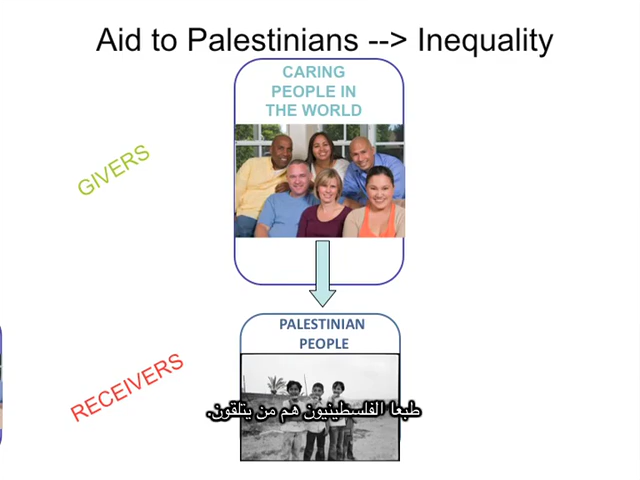 Aid to Palestinians --> Inequality
CARING
PEOPLE IN
THE WORLD
GIVERS
PALESTINIAN
PEOPLE
RECEIVERS
طبعا الفلسطينيون هم من يتلقون.